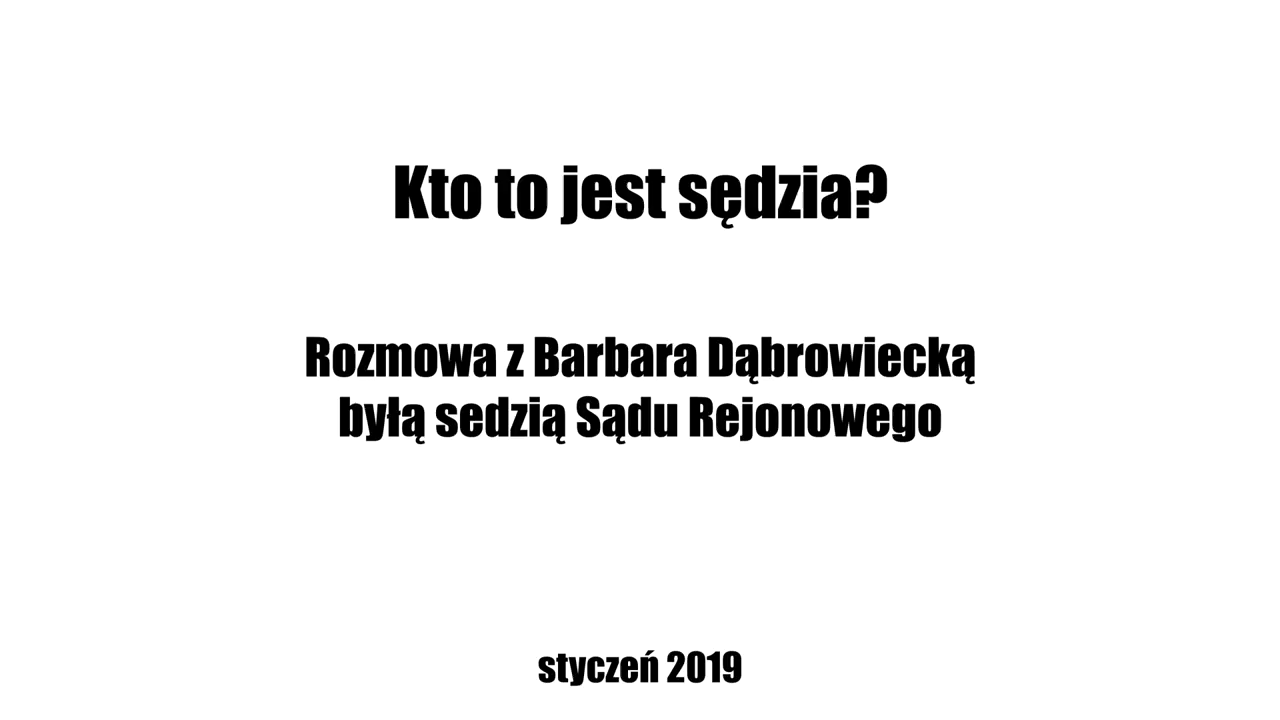 Kto to jest sędzia?
Rozmowa z Barbara Dąbrowiecką
byłą sedzią Sądu Rejonowego
styczeń 2019